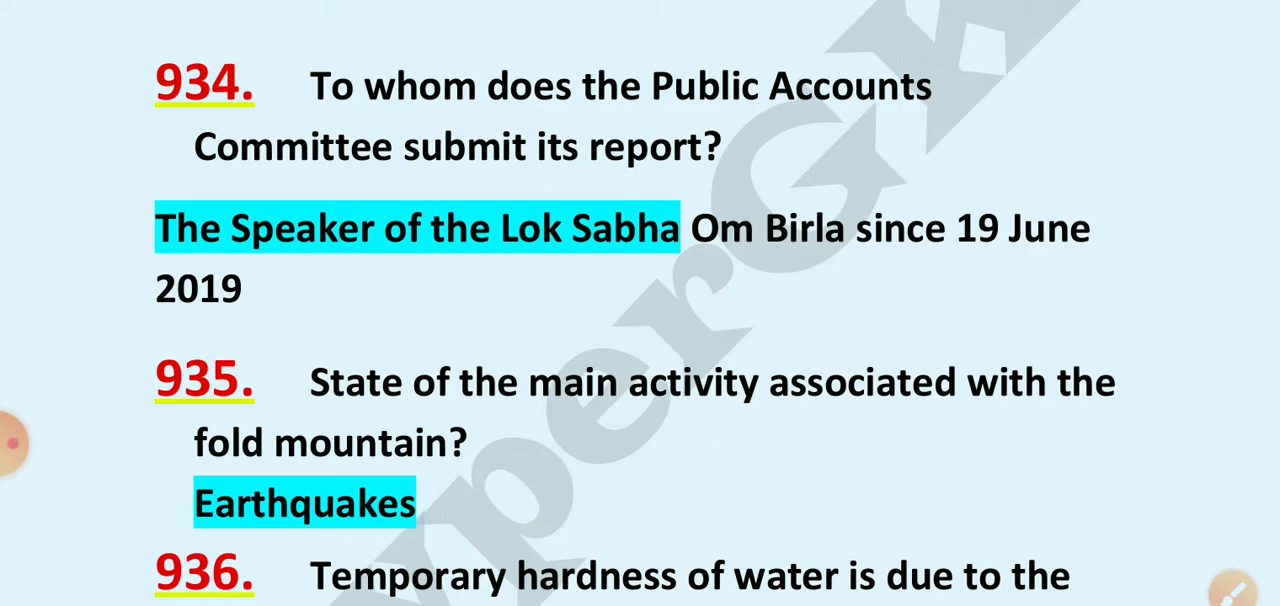 934. To whom does the Public Accounts
Committee submit its report?
The Speaker of the Lok Sabha Om Birla since 19 June
2019
935. State of the main activity associated with the
fold mountain?
Earthquakes
936. Temporary hardness of water is due to the